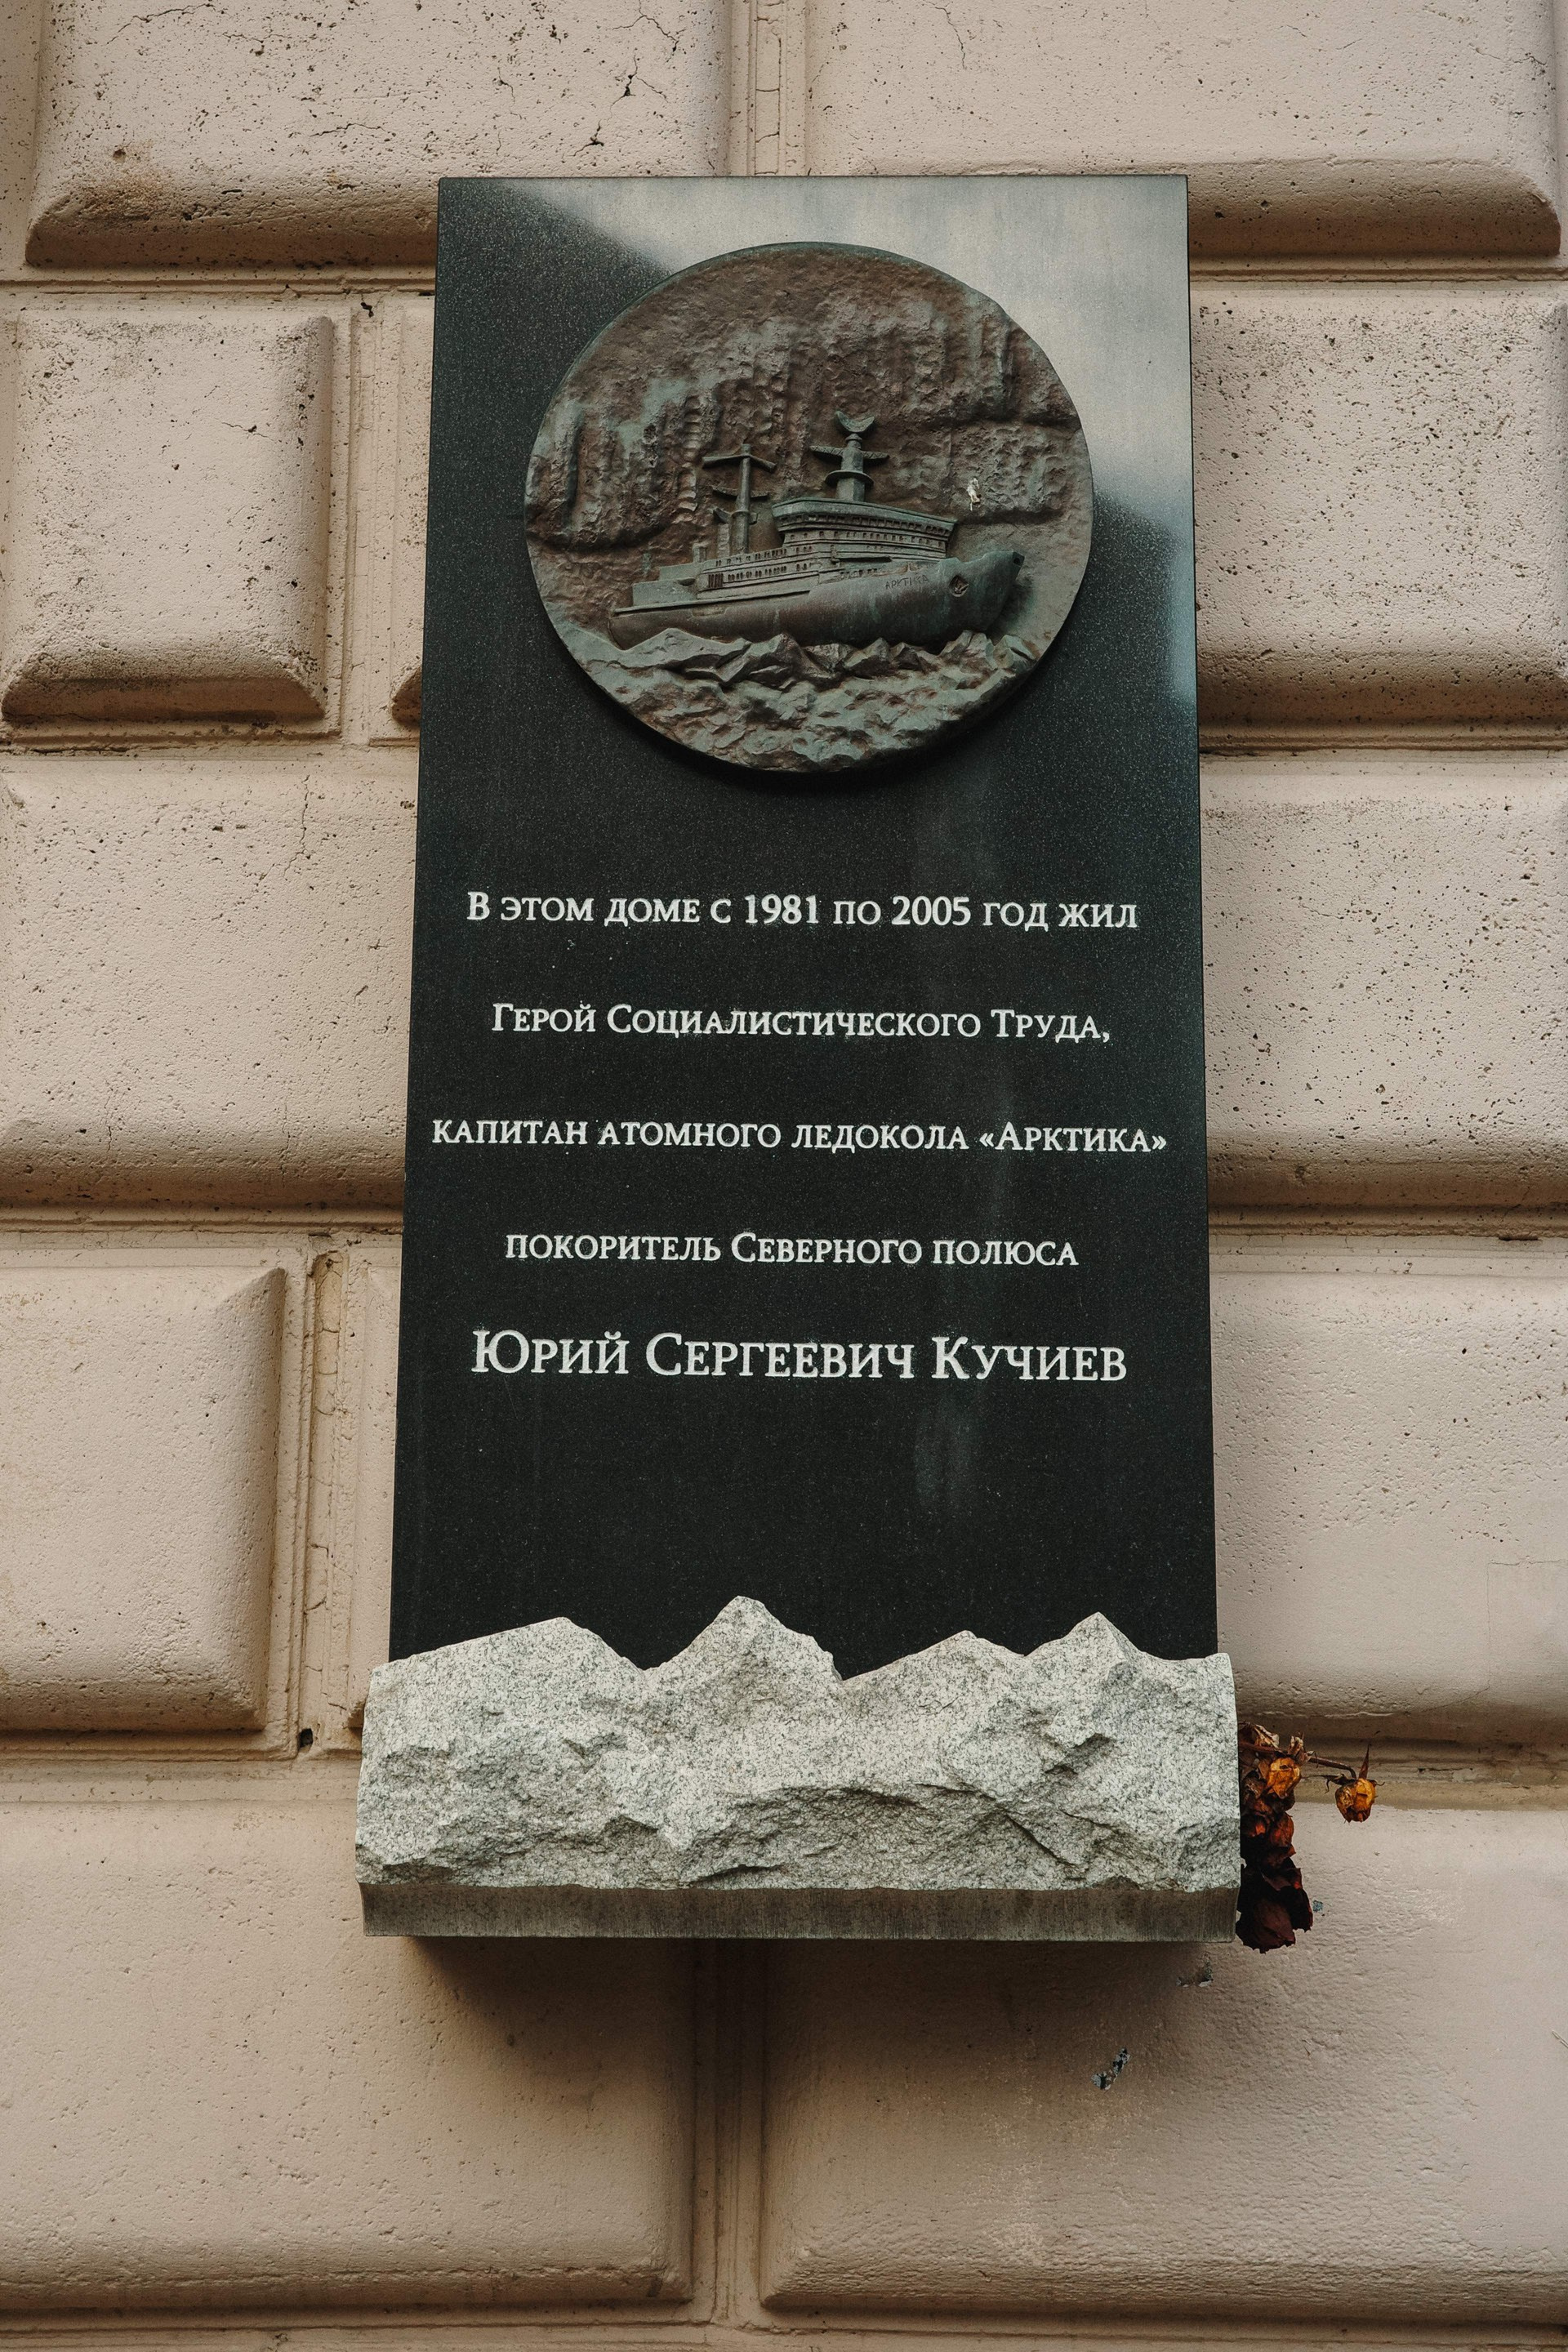 АРКТИКА
В ЭТОМ ДОМЕ С 1981 ПО 2005 ГОД ЖИЛ
ГЕРОЙ СОЦИАЛИСТИЧЕСКОГО ТРУДА,
КАПИТАН АТОМНОГО ЛЕДОКОЛА «АРКТИКА»
ПОКОРИТЕЛЬ СЕВЕРНОГО ПОЛЮСА
ЮРИЙ СЕРГЕЕВИЧ КУЧИЕВ